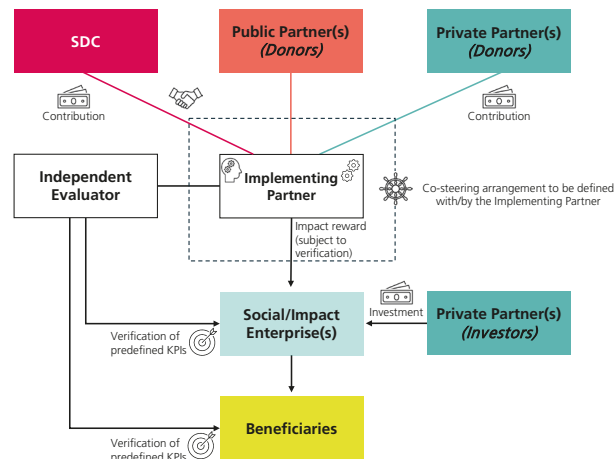 SDC
Public Partner(s)
(Donors)
Private Partner(s)
(Donors)
Contribution
Contribution
Independent
Evaluator
Implementing
Partner
Co-steering arrangement to be defined
with/by the Implementing Partner
Impact reward
(subject to
verification)
Social/Impact
Enterprise(s)
Investment
Private Partner(s)
(Investors)
Verification of
predefined KPIs
Beneficiaries
Verification of
predefined KPIs